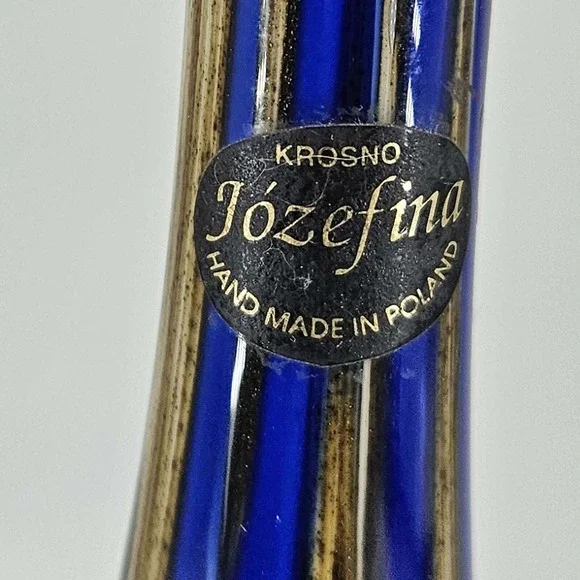 KROSNO
Józefina
HAND MADE IN POLAND